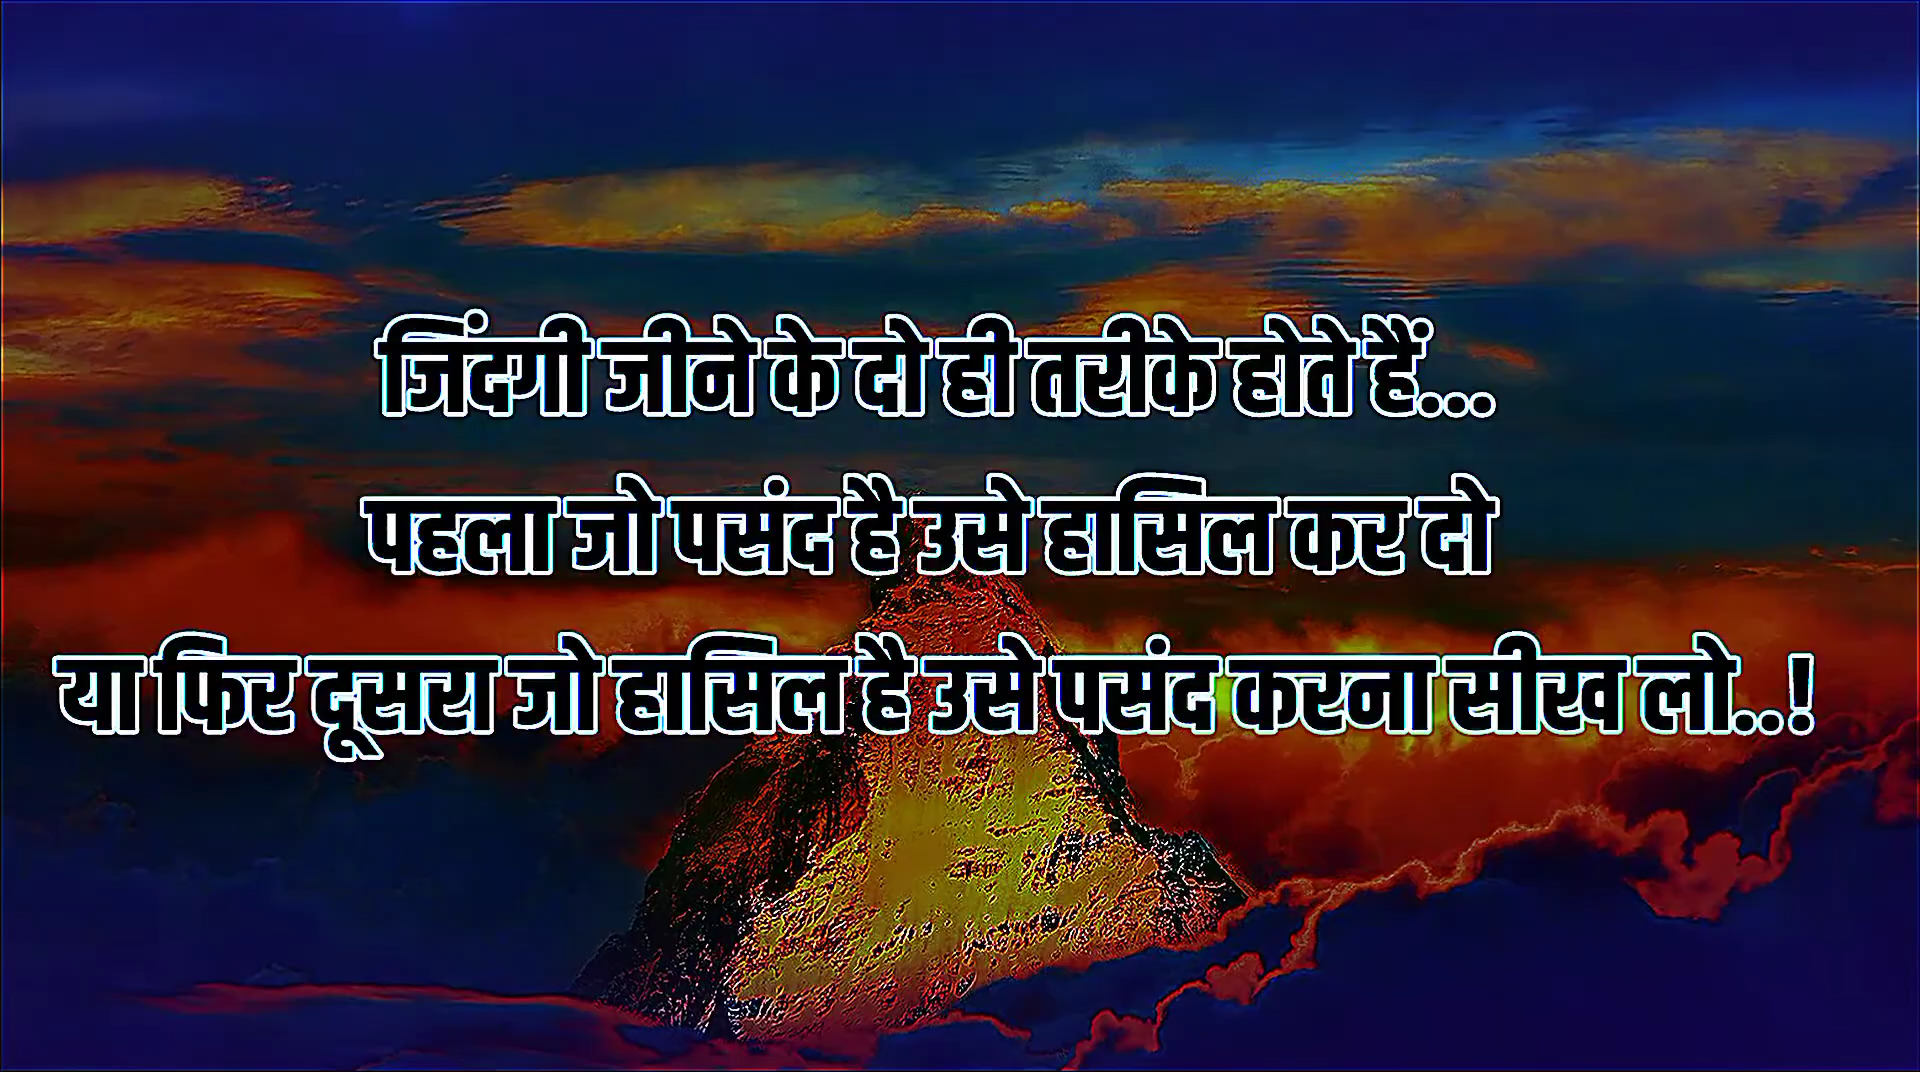 जिंदगी जीने के दो ही तरीके होते हैं...
पहला जो पसंद है उसे हासिल कर दो
या फिर दूसरा जो हासिल है उसे पसंद करना सीख लो..!